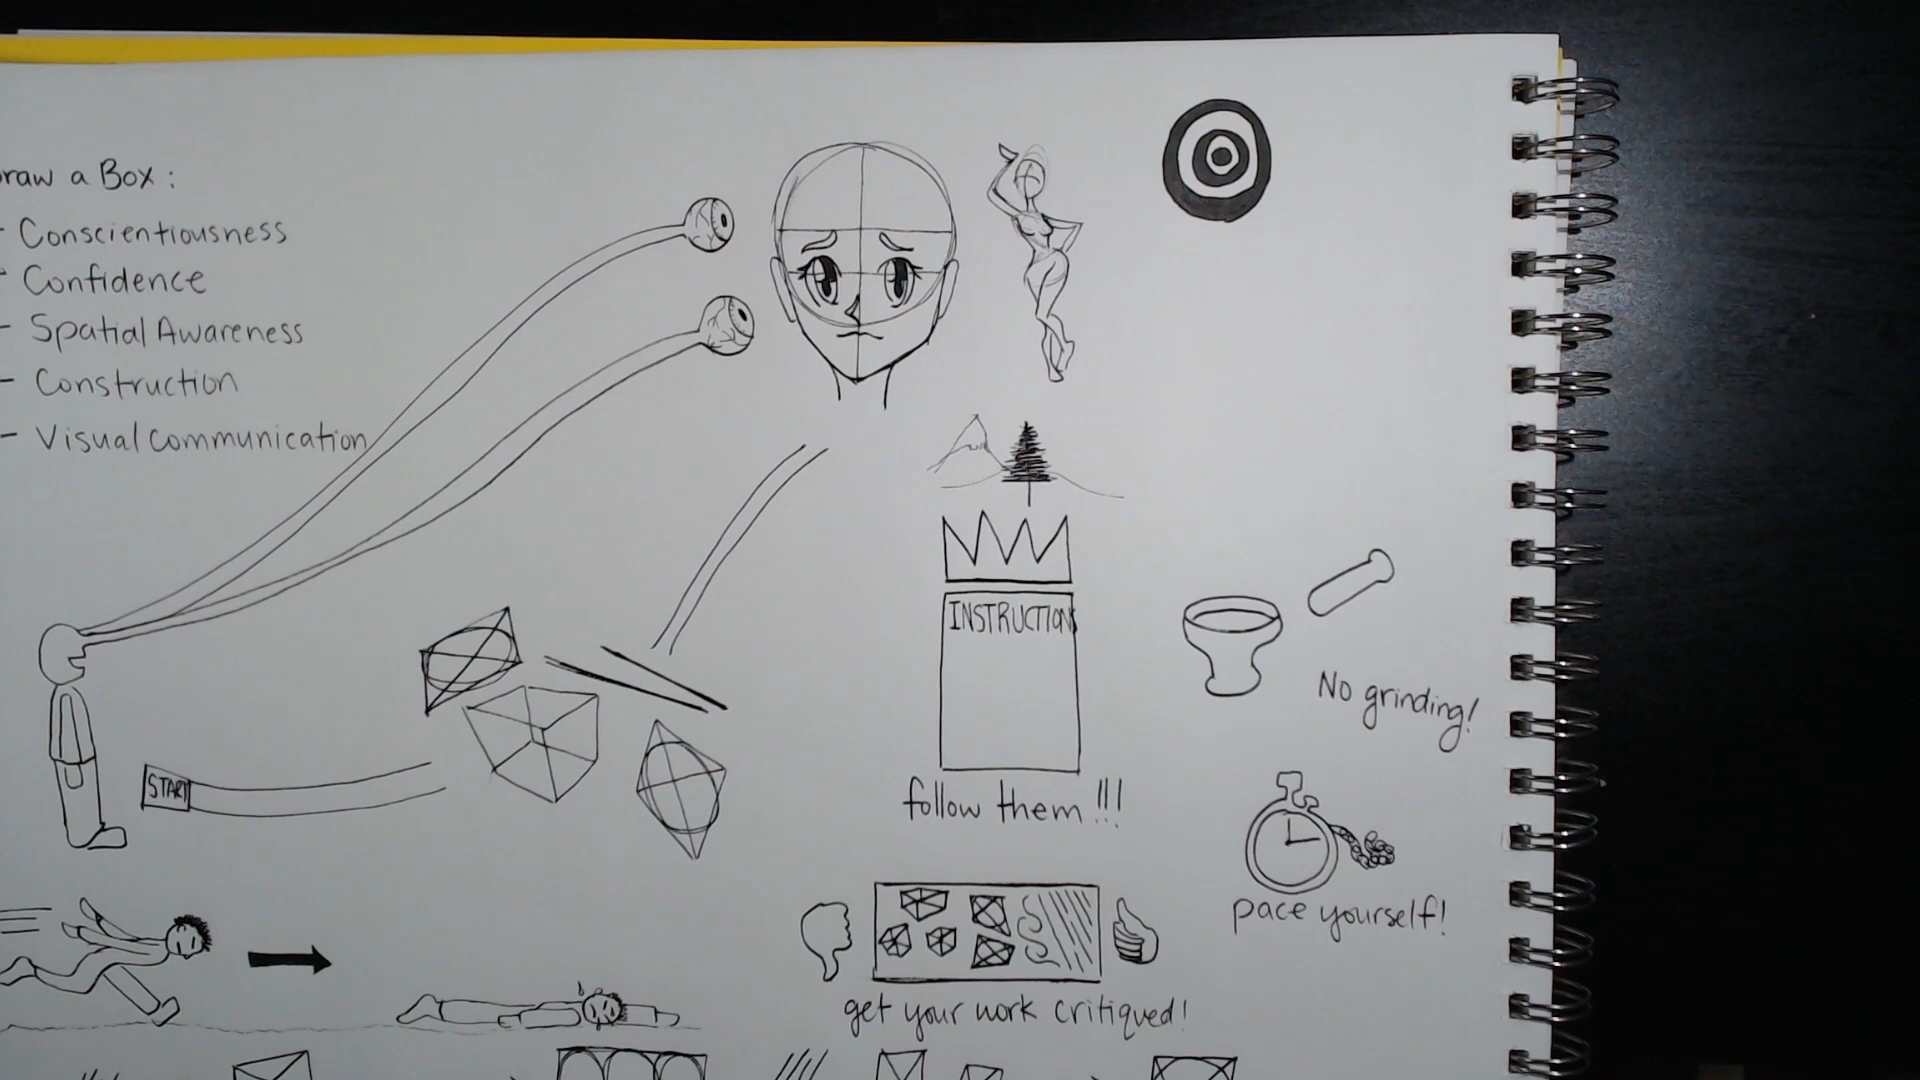 raw a Box :
- Conscientiousness
- Confidence
- Spatial Awareness
- Construction
- Visual Communication
START
INSTRUCTIONS
follow them !!!
No grinding!
pace yourself!
get your work critiqued!